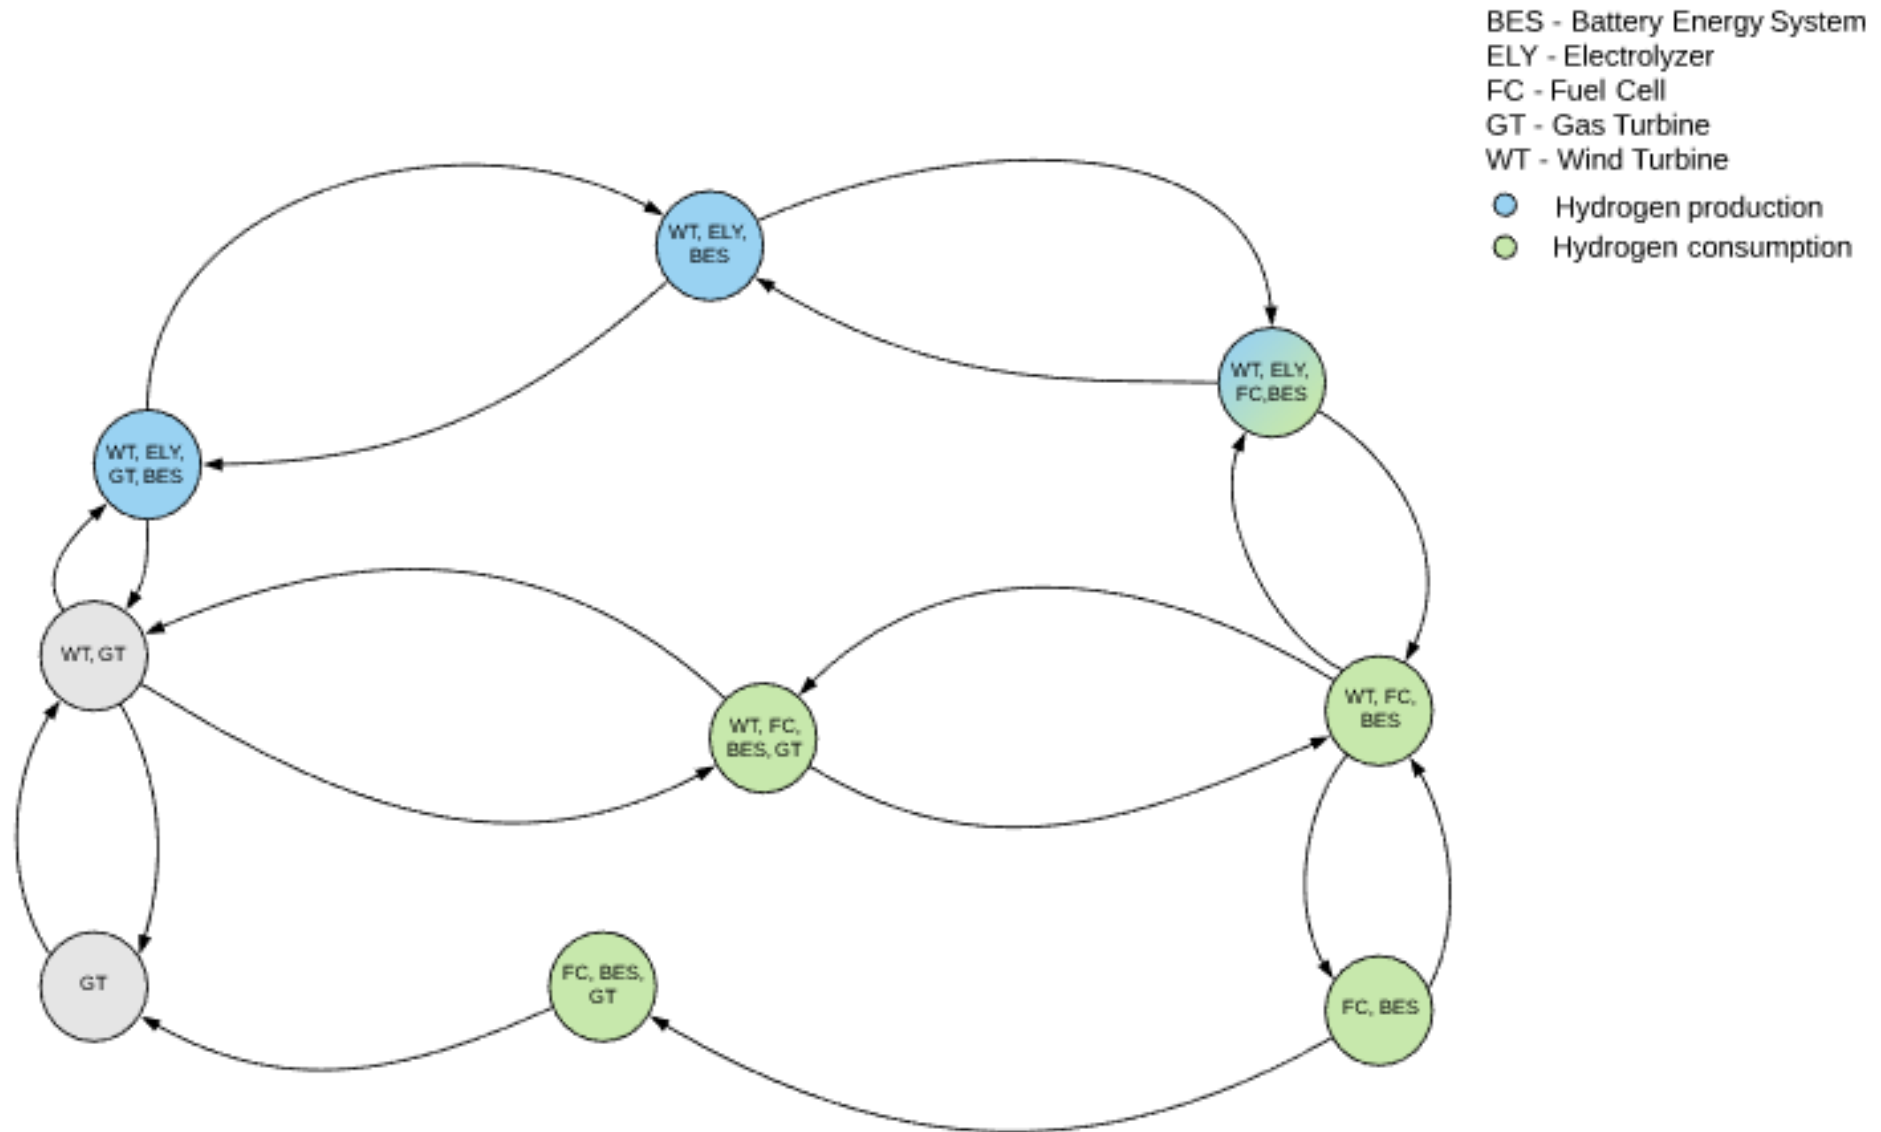 BES - Battery Energy System
ELY - Electrolyzer
FC - Fuel Cell
GT - Gas Turbine
WT - Wind Turbine
Hydrogen production
Hydrogen consumption
WT, ELY,
BES
WT, ELY,
FC,BES
WT, ELY,
GT, BES
WT, GT
WT, FC,
BES, GT
WT, FC,
BES
GT
FC, BES,
GT
FC, BES